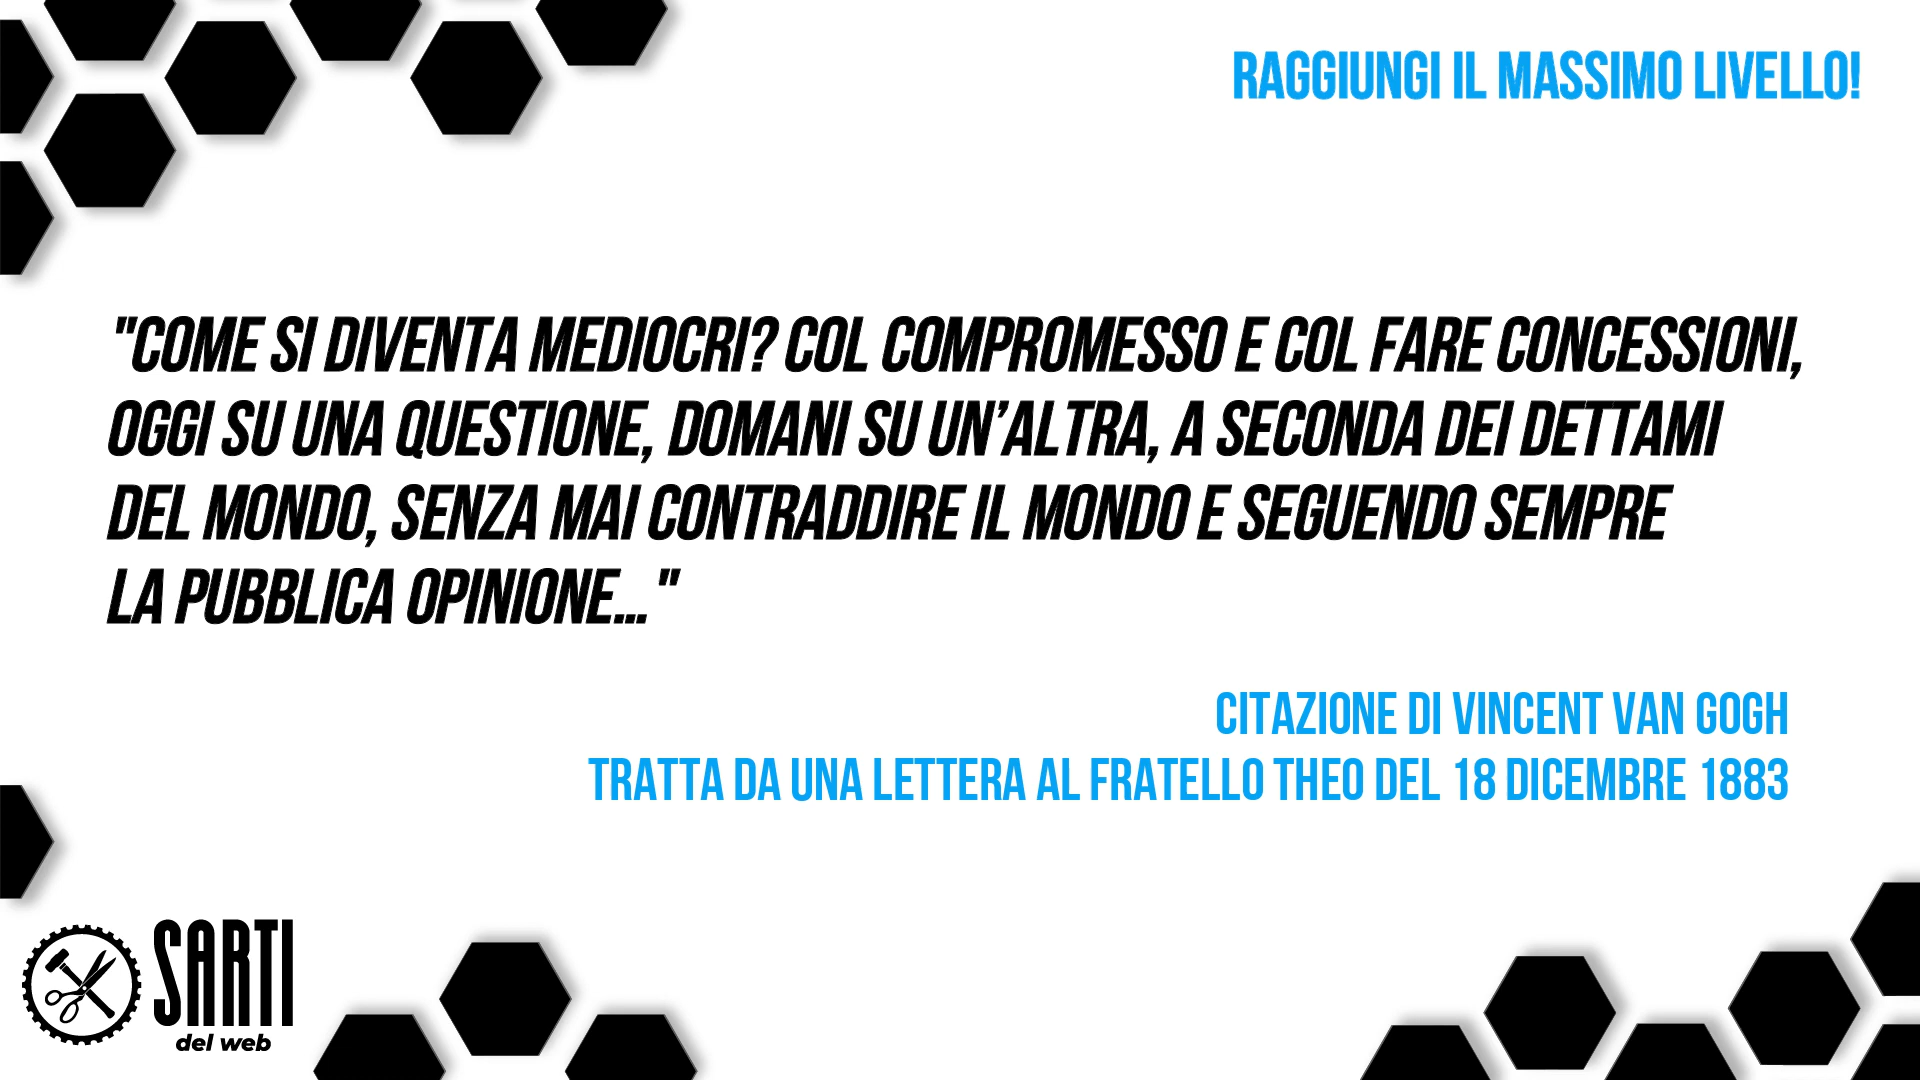 RAGGIUNGI IL MASSIMO LIVELLO!
"COME SI DIVENTA MEDIOCRI? COL COMPROMESSO E COL FARE CONCESSIONI,
OGGI SU UNA QUESTIONE, DOMANI SU UN’ALTRA, A SECONDA DEI DETTAMI
DEL MONDO, SENZA MAI CONTRADDIRE IL MONDO E SEGUENDO SEMPRE
LA PUBBLICA OPINIONE..."
CITAZIONE DI VINCENT VAN GOGH
TRATTA DA UNA LETTERA AL FRATELLO THEO DEL 18 DICEMBRE 1883
SARTI
del web